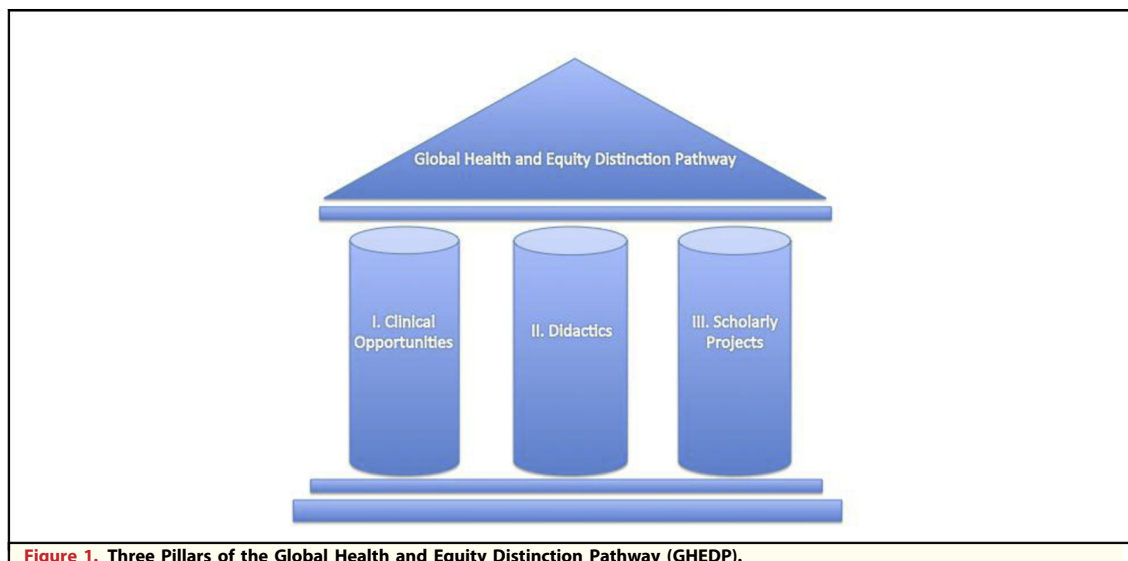 Global Health and Equity Distinction Pathway
I. Clinical
Opportunities
II. Didactics
III. Scholarly
Projects
Figure 1. Three Pillars of the Global Health and Equity Distinction Pathway (GHEDP).